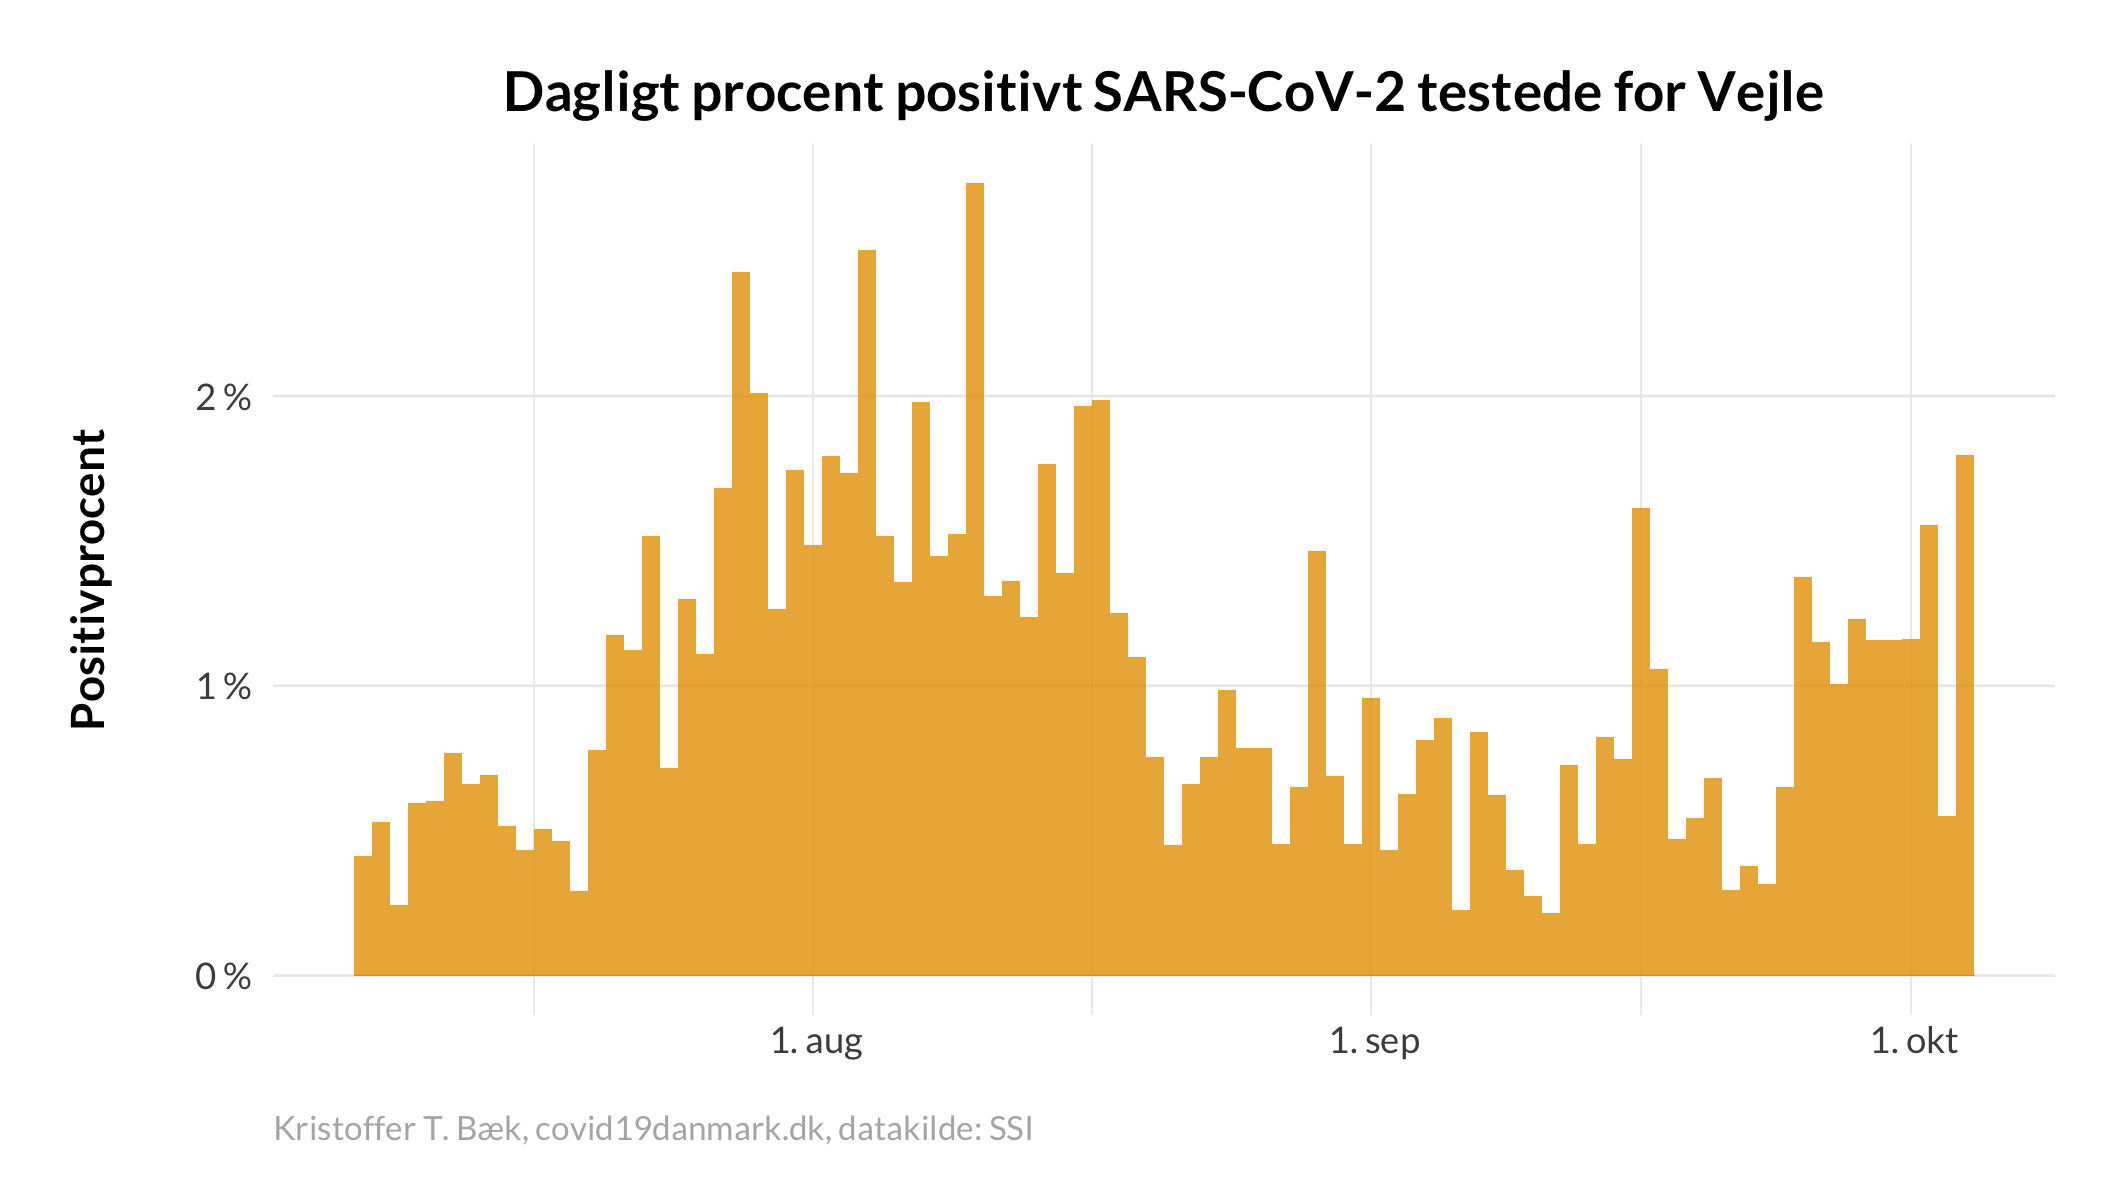 Dagligt procent positivt SARS-CoV-2 testede for Vejle
Positivprocent
2 %
1 %
0 %
1. aug
1. sep
1. okt
Kristoffer T. Bæk, covid19danmark.dk, datakilde: SSI